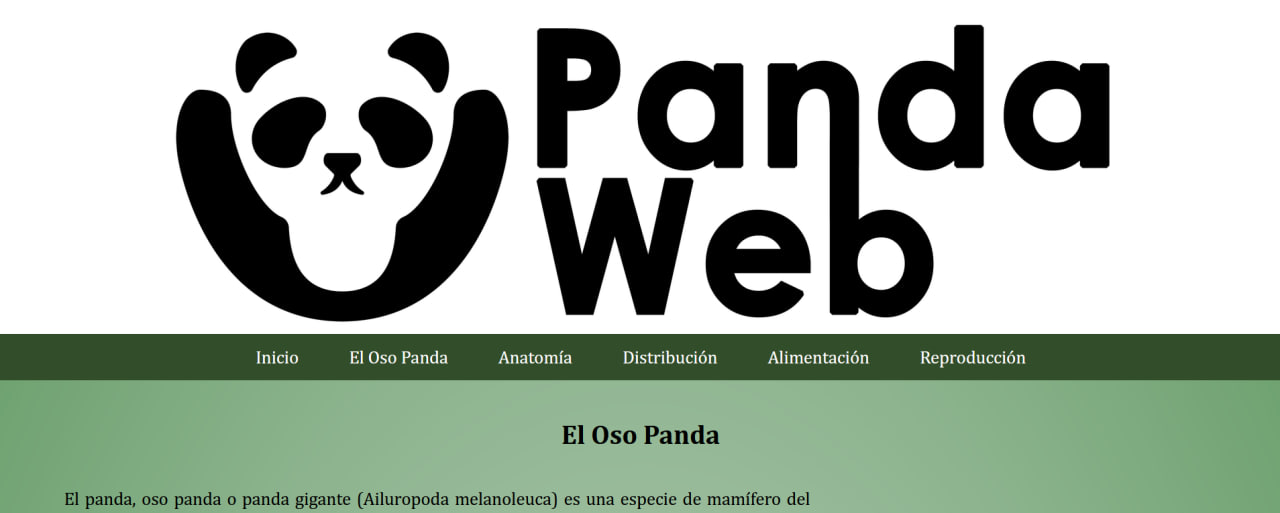 Panda
Web
Inicio El Oso Panda Anatomía Distribución Alimentación Reproducción
El Oso Panda
El panda, oso panda o panda gigante (Ailuropoda melanoleuca) es una especie de mamífero del